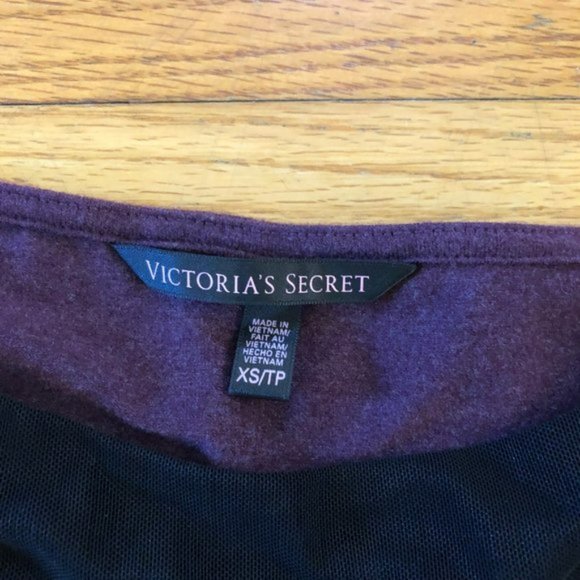 VICTORIA'S SECRET
MADE IN
VIETNAM/
FAIT AU
VIETNAM/
HECHO EN
VIETNAM
XS/TP